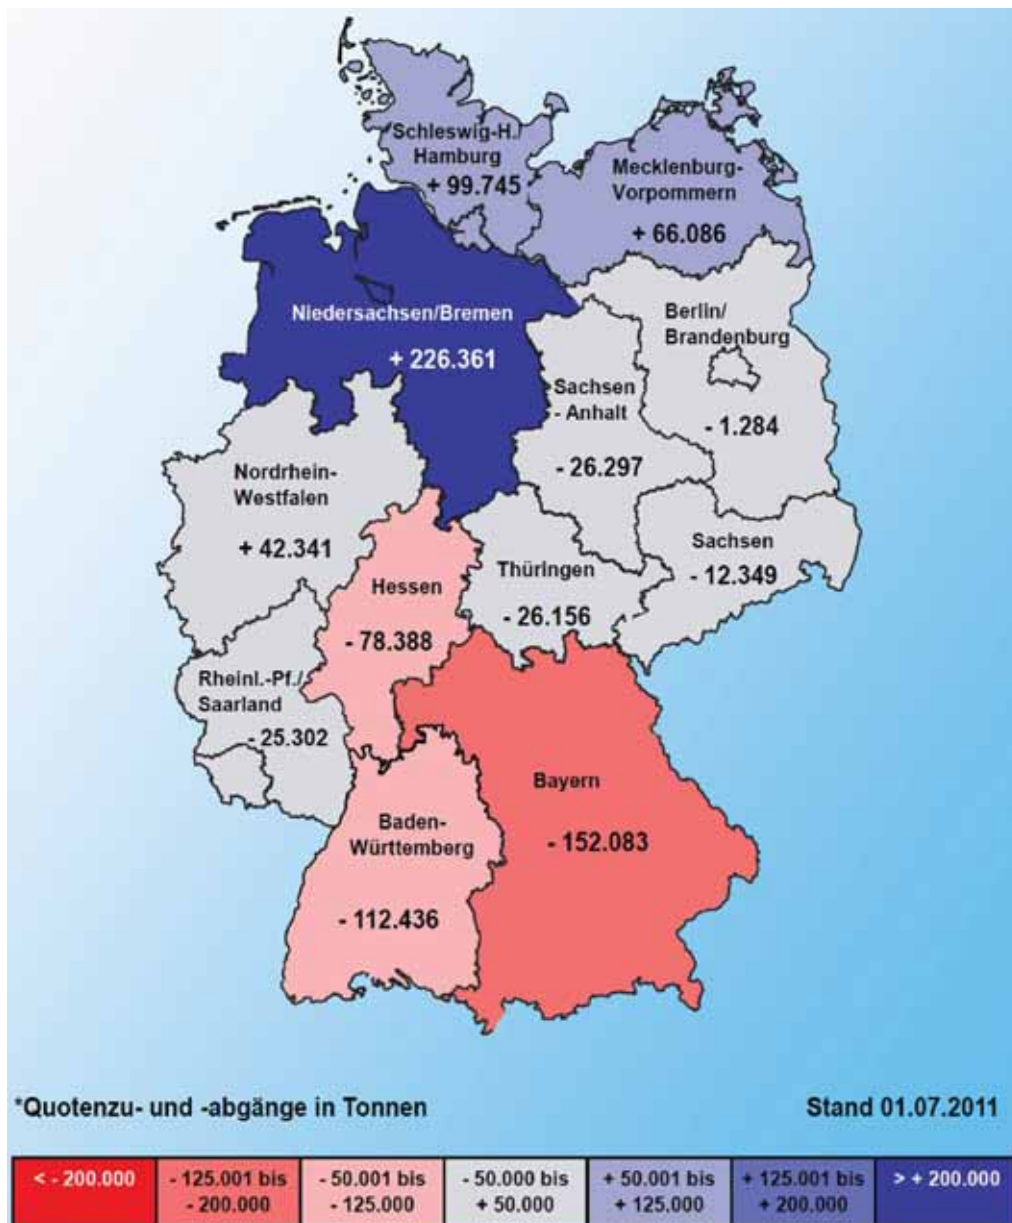 Schleswig-H./
Hamburg
+ 99.745
Mecklenburg-
Vorpommern
+ 66.086
Niedersachsen/Bremen
+ 226.361
Berlin/
Brandenburg
- 1.284
Sachsen
- Anhalt
- 26.297
Nordrhein-
Westfalen
+ 42.341
Sachsen
- 12.349
Thüringen
- 26.156
Hessen
- 78.388
Rheinl.-Pf./
Saarland
- 25.302
Bayern
- 152.083
Baden-
Württemberg
- 112.436
*Quotenzu- und -abgänge in Tonnen
Stand 01.07.2011
< - 200.000
- 125.001 bis
- 200.000
- 50.001 bis
- 125.000
- 50.000 bis
+ 50.000
+ 50.001 bis
+ 125.000
+ 125.001 bis
+ 200.000
> + 200.000